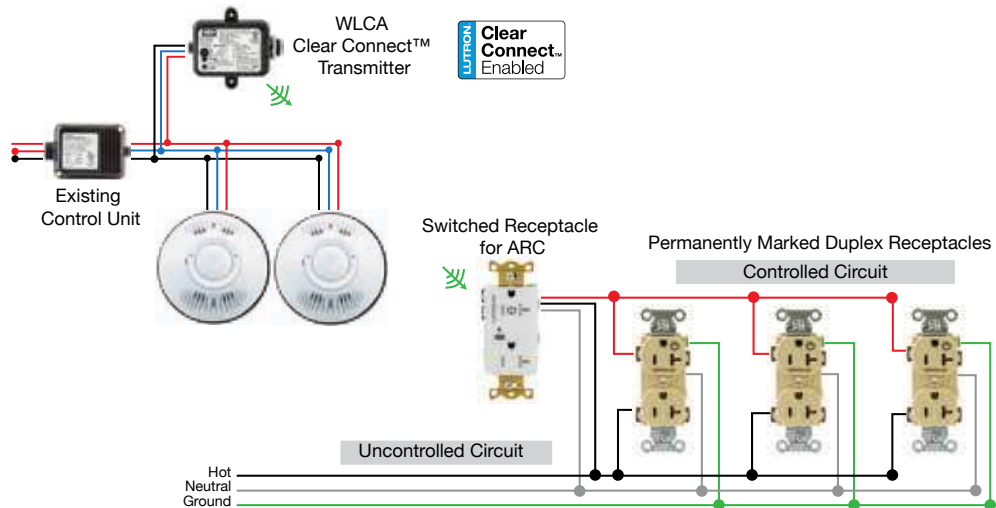 WLCA
Clear Connect™
Transmitter
LUTRON
Clear
Connect™
Enabled
Existing
Control Unit
Switched Receptacle
for ARC
Permanently Marked Duplex Receptacles
Controlled Circuit
Uncontrolled Circuit
Hot
Neutral
Ground